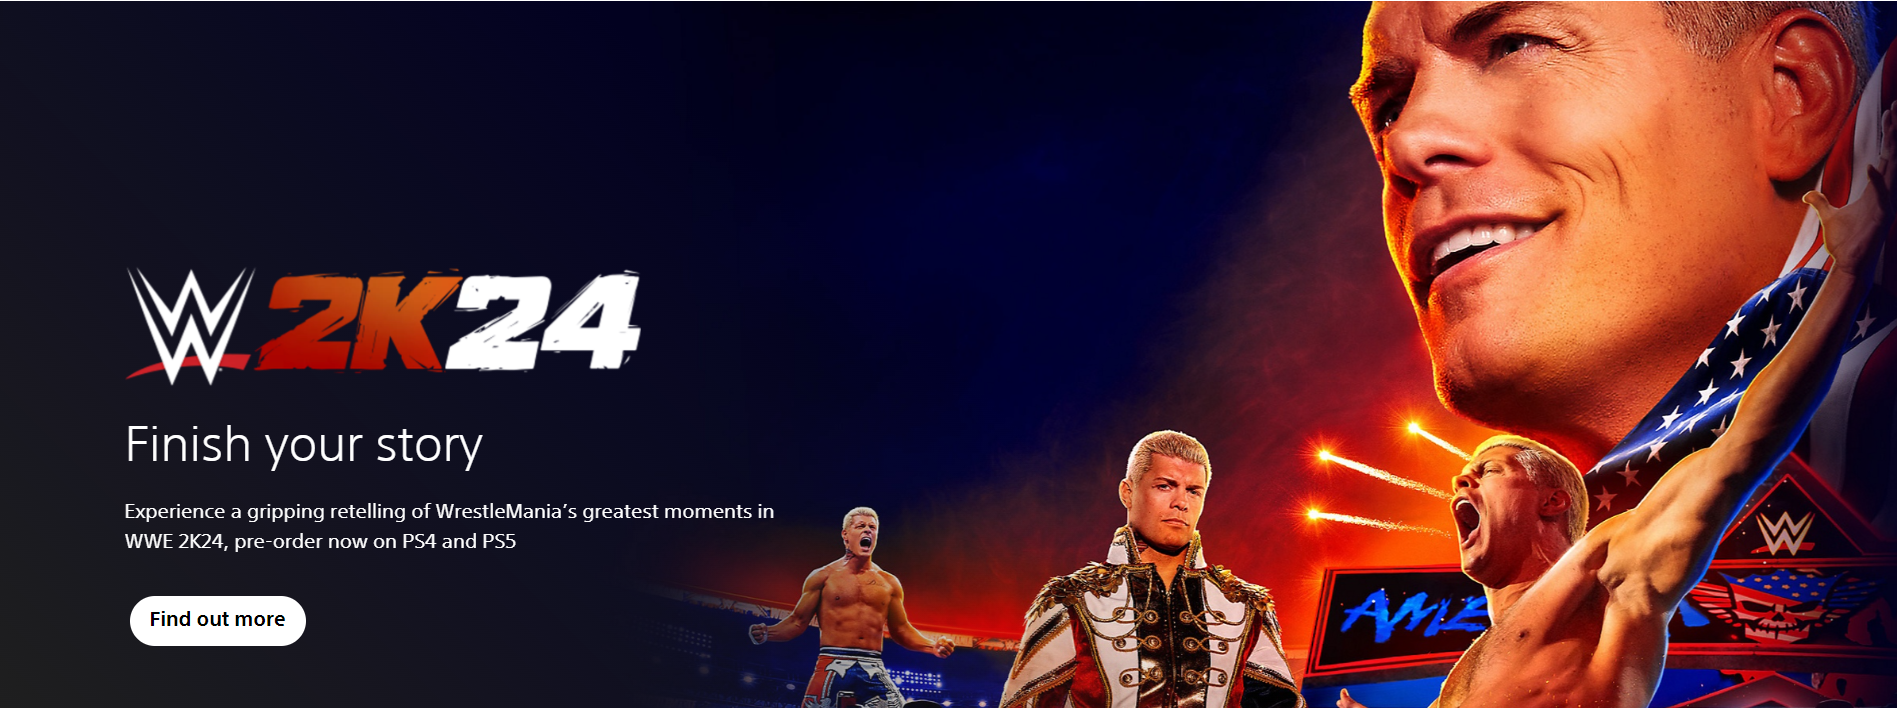 W 2K24
Finish your story
Experience a gripping retelling of WrestleMania's greatest moments in
WWE 2K24, pre-order now on PS4 and PS5
Find out more
W